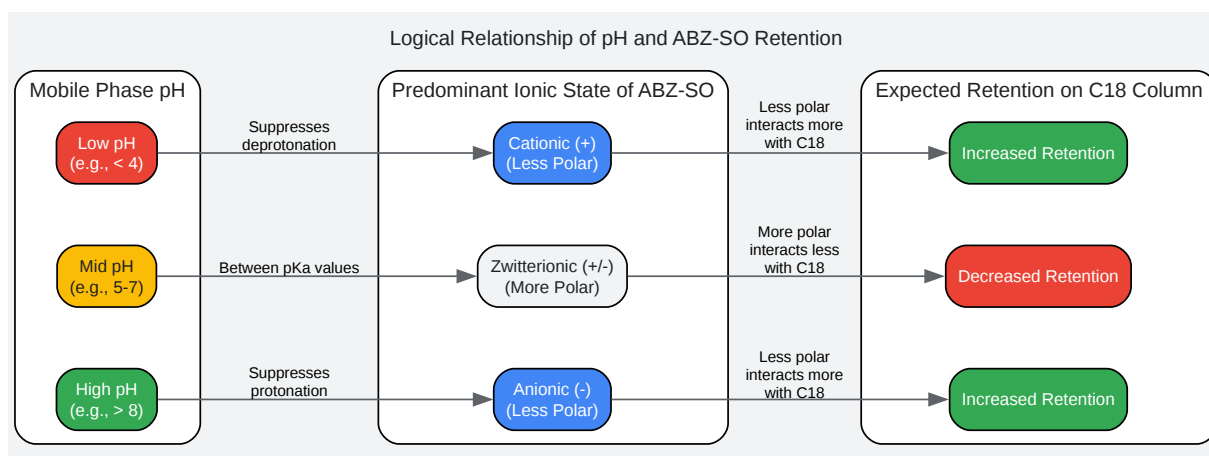 Logical Relationship of pH and ABZ-SO Retention
Mobile Phase pH
Predominant Ionic State of ABZ-SO
Expected Retention on C18 Column
Low pH
(e.g., < 4)
Suppresses
deprotonation
Cationic (+)
(Less Polar)
Less polar
interacts more
with C18
Increased Retention
Mid pH
(e.g., 5-7)
Between pKa values
Zwitterionic (+/-)
(More Polar)
More polar
interacts less
with C18
Decreased Retention
High pH
(e.g., > 8)
Suppresses
protonation
Anionic (-)
(Less Polar)
Less polar
interacts more
with C18
Increased Retention